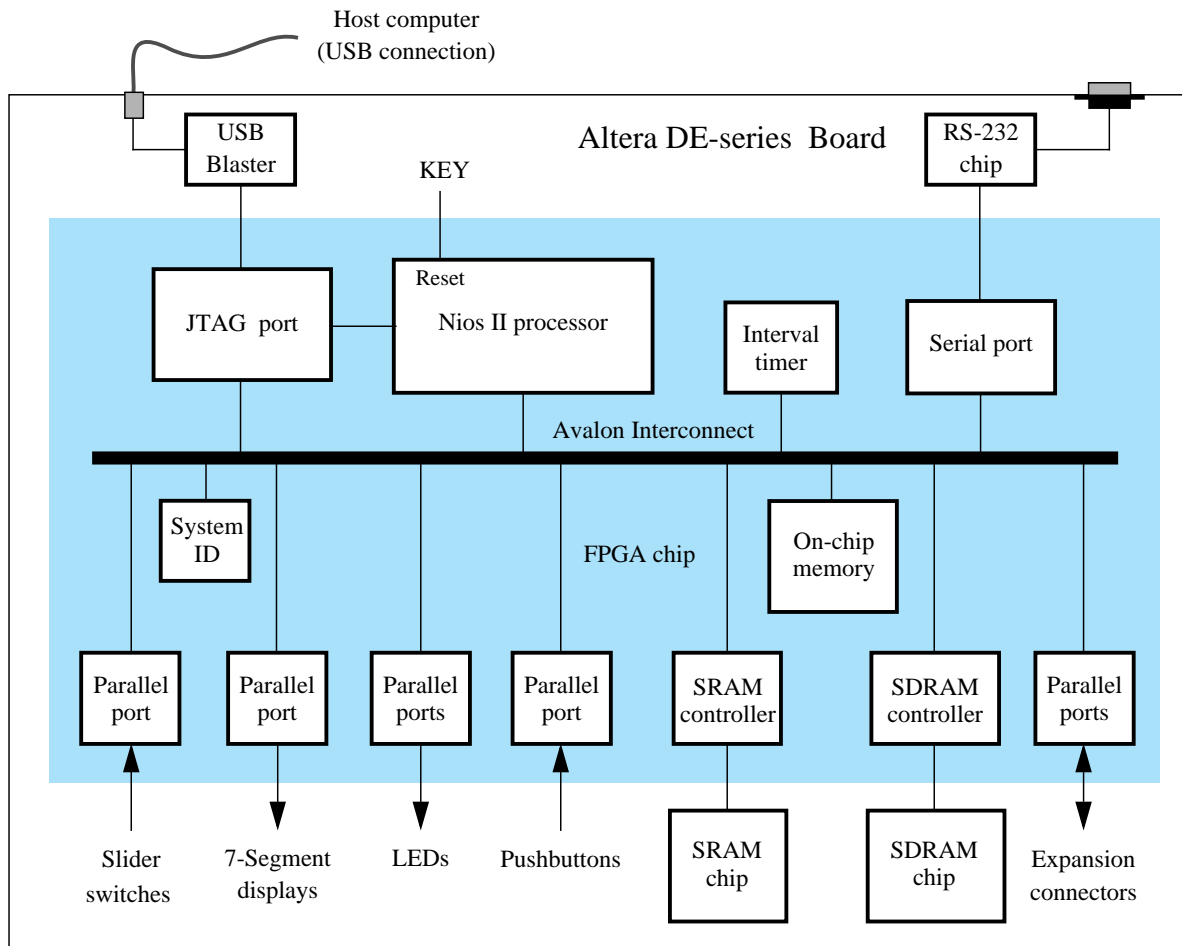 Host computer
(USB connection)
USB
Blaster
Altera DE-series Board
RS-232
chip
KEY
Reset
JTAG port
Nios II processor
Interval
timer
Serial port
Avalon Interconnect
System
ID
FPGA chip
On-chip
memory
Parallel
port
Parallel
port
Parallel
ports
Parallel
port
SRAM
controller
SDRAM
controller
Parallel
ports
Slider
switches
7-Segment
displays
LEDs
Pushbuttons
SRAM
chip
SDRAM
chip
Expansion
connectors